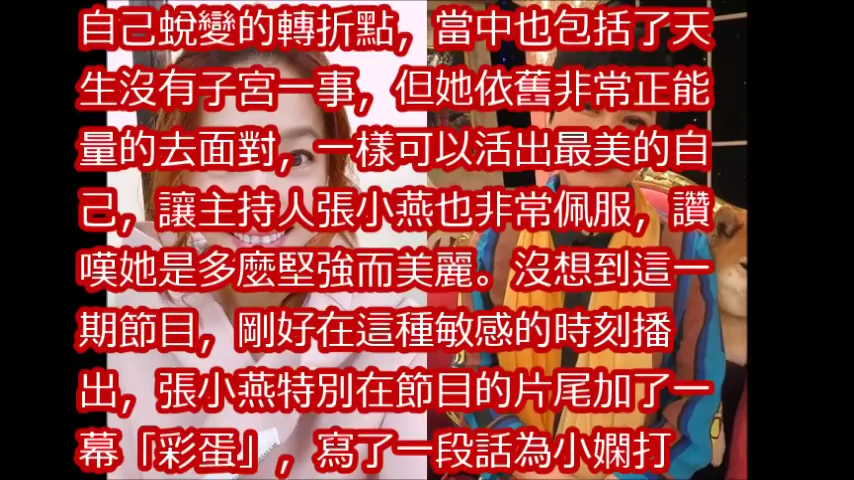 自己蛻變的轉折點，當中也包括了天
生沒有子宮一事，但她依舊非常正能
量的去面對，一樣可以活出最美的自
己，讓主持人張小燕也非常佩服，讚
嘆她是多麼堅強而美麗。沒想到這一
期節目，剛好在這種敏感的時刻播
出，張小燕特別在節目的片尾加了一
幕「彩蛋」，寫了一段話為小嫻打